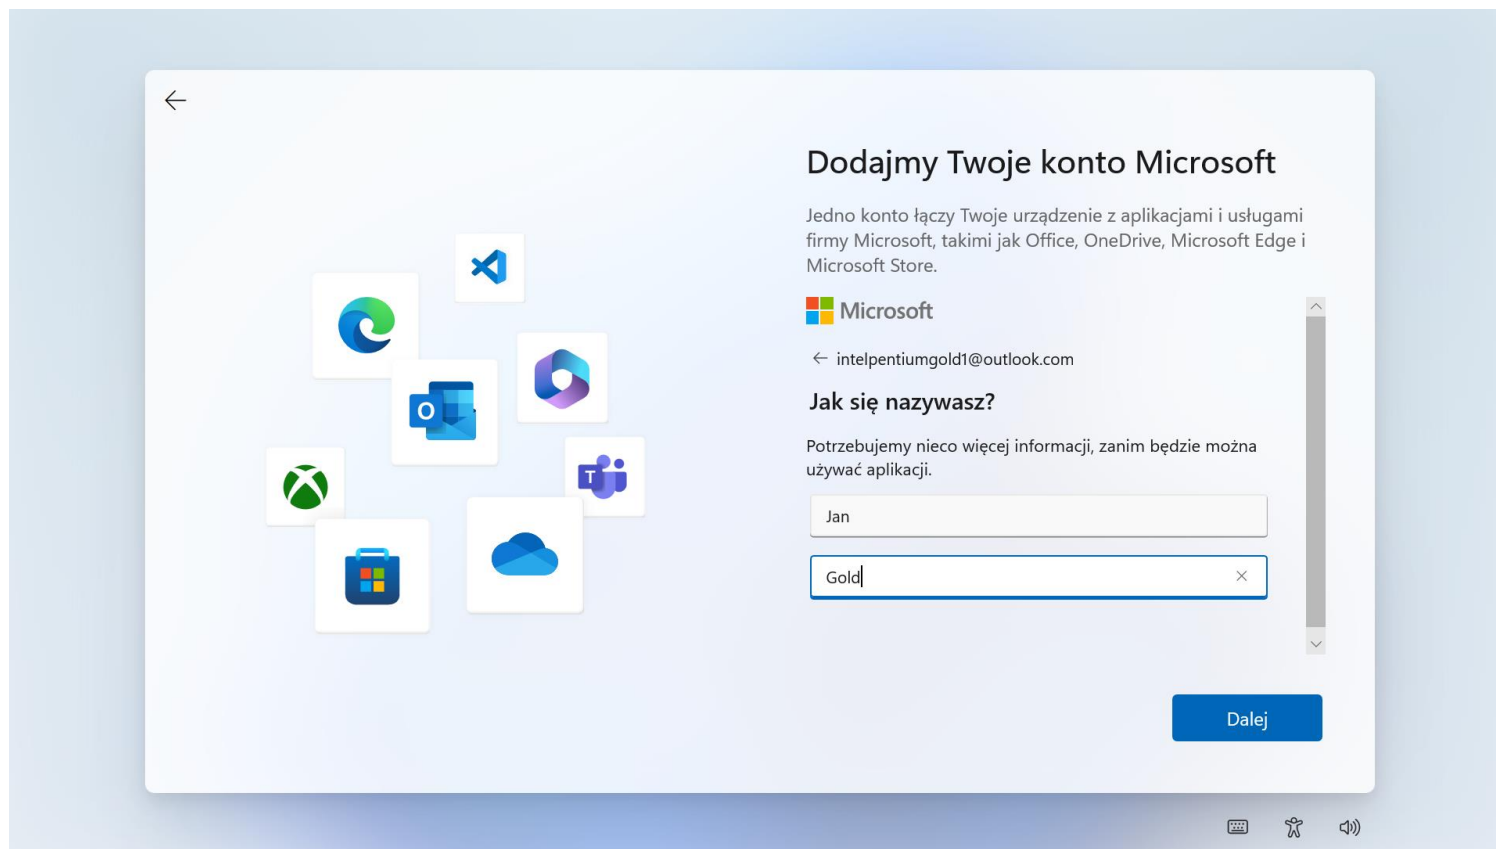 Dodajmy Twoje konto Microsoft
Jedno konto łączy Twoje urządzenie z aplikacjami i usługami
firmy Microsoft, takimi jak Office, OneDrive, Microsoft Edge i
Microsoft Store.
Microsoft
intelpentiumgold1@outlook.com
Jak się nazywasz?
Potrzebujemy nieco więcej informacji, zanim będzie można
używać aplikacji.
Jan
Gold
Dalej